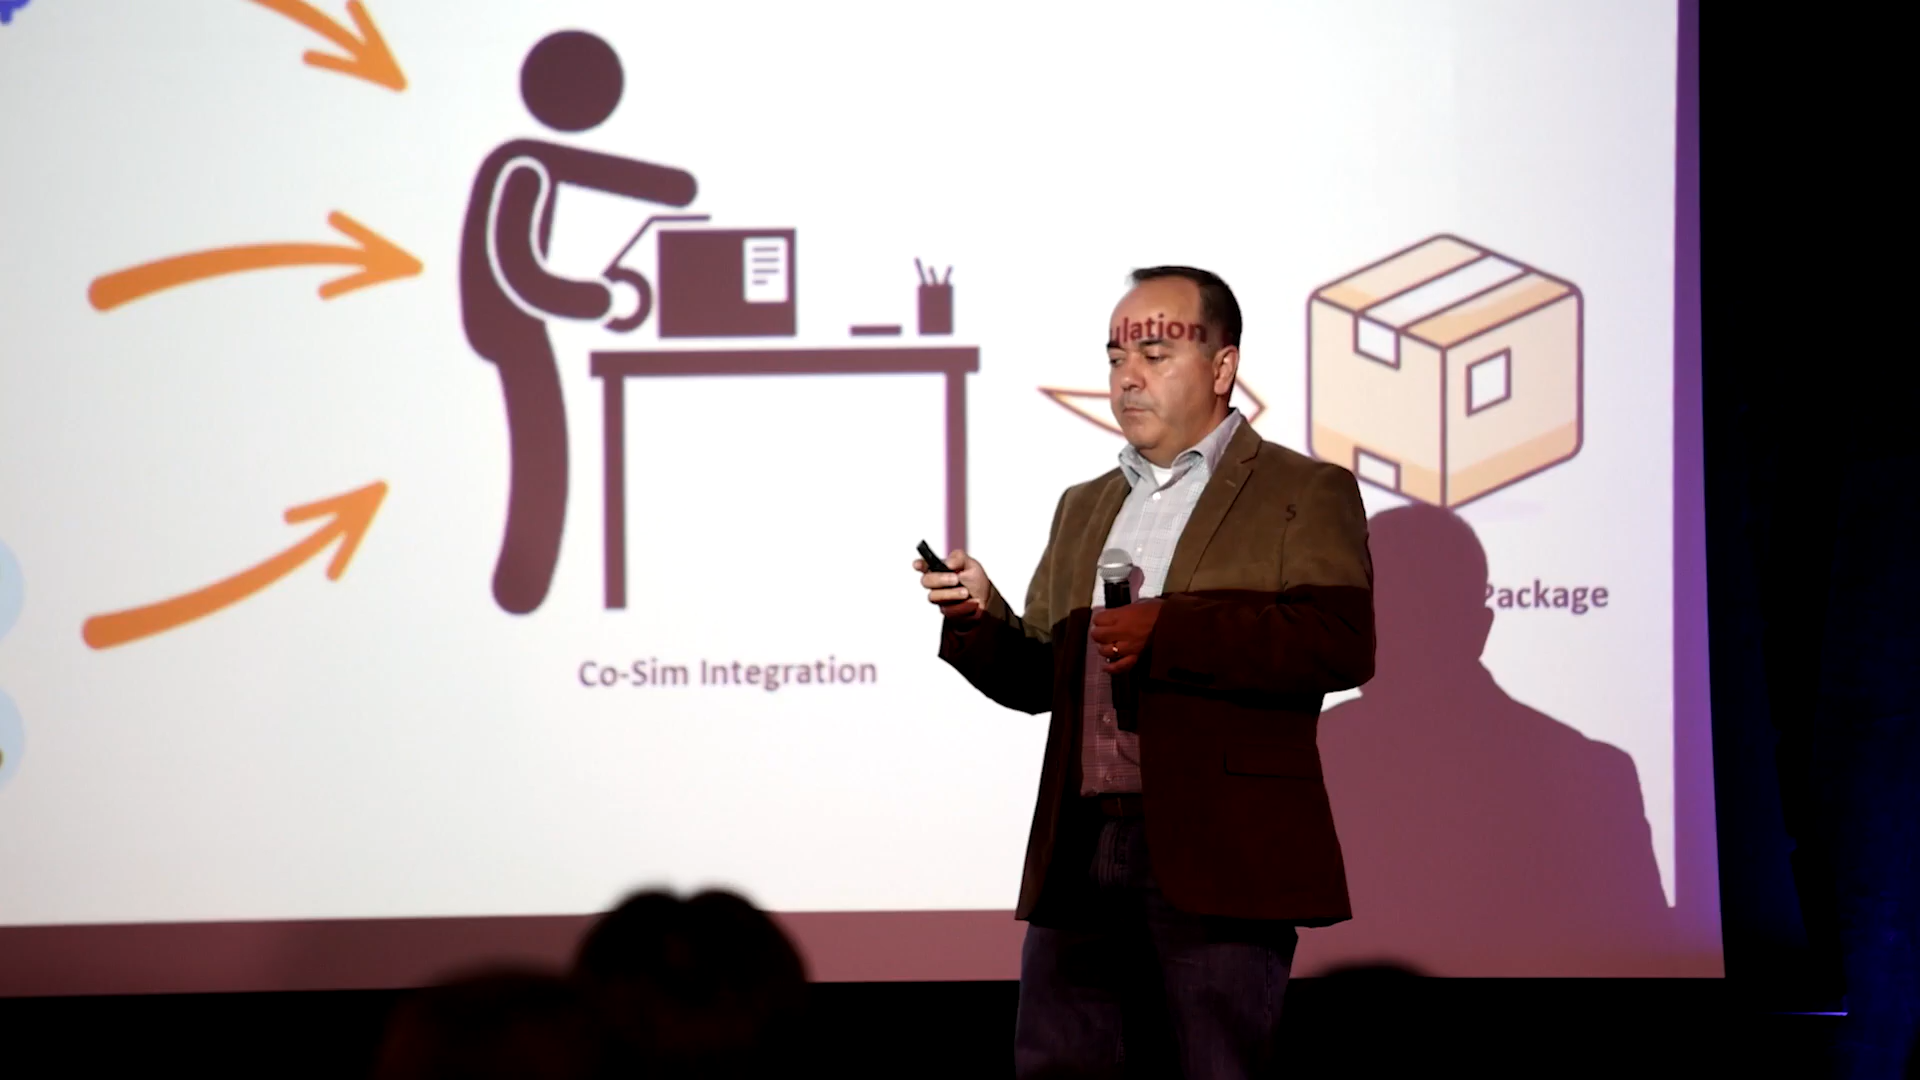 ulation
s
Package
Co-Sim Integration